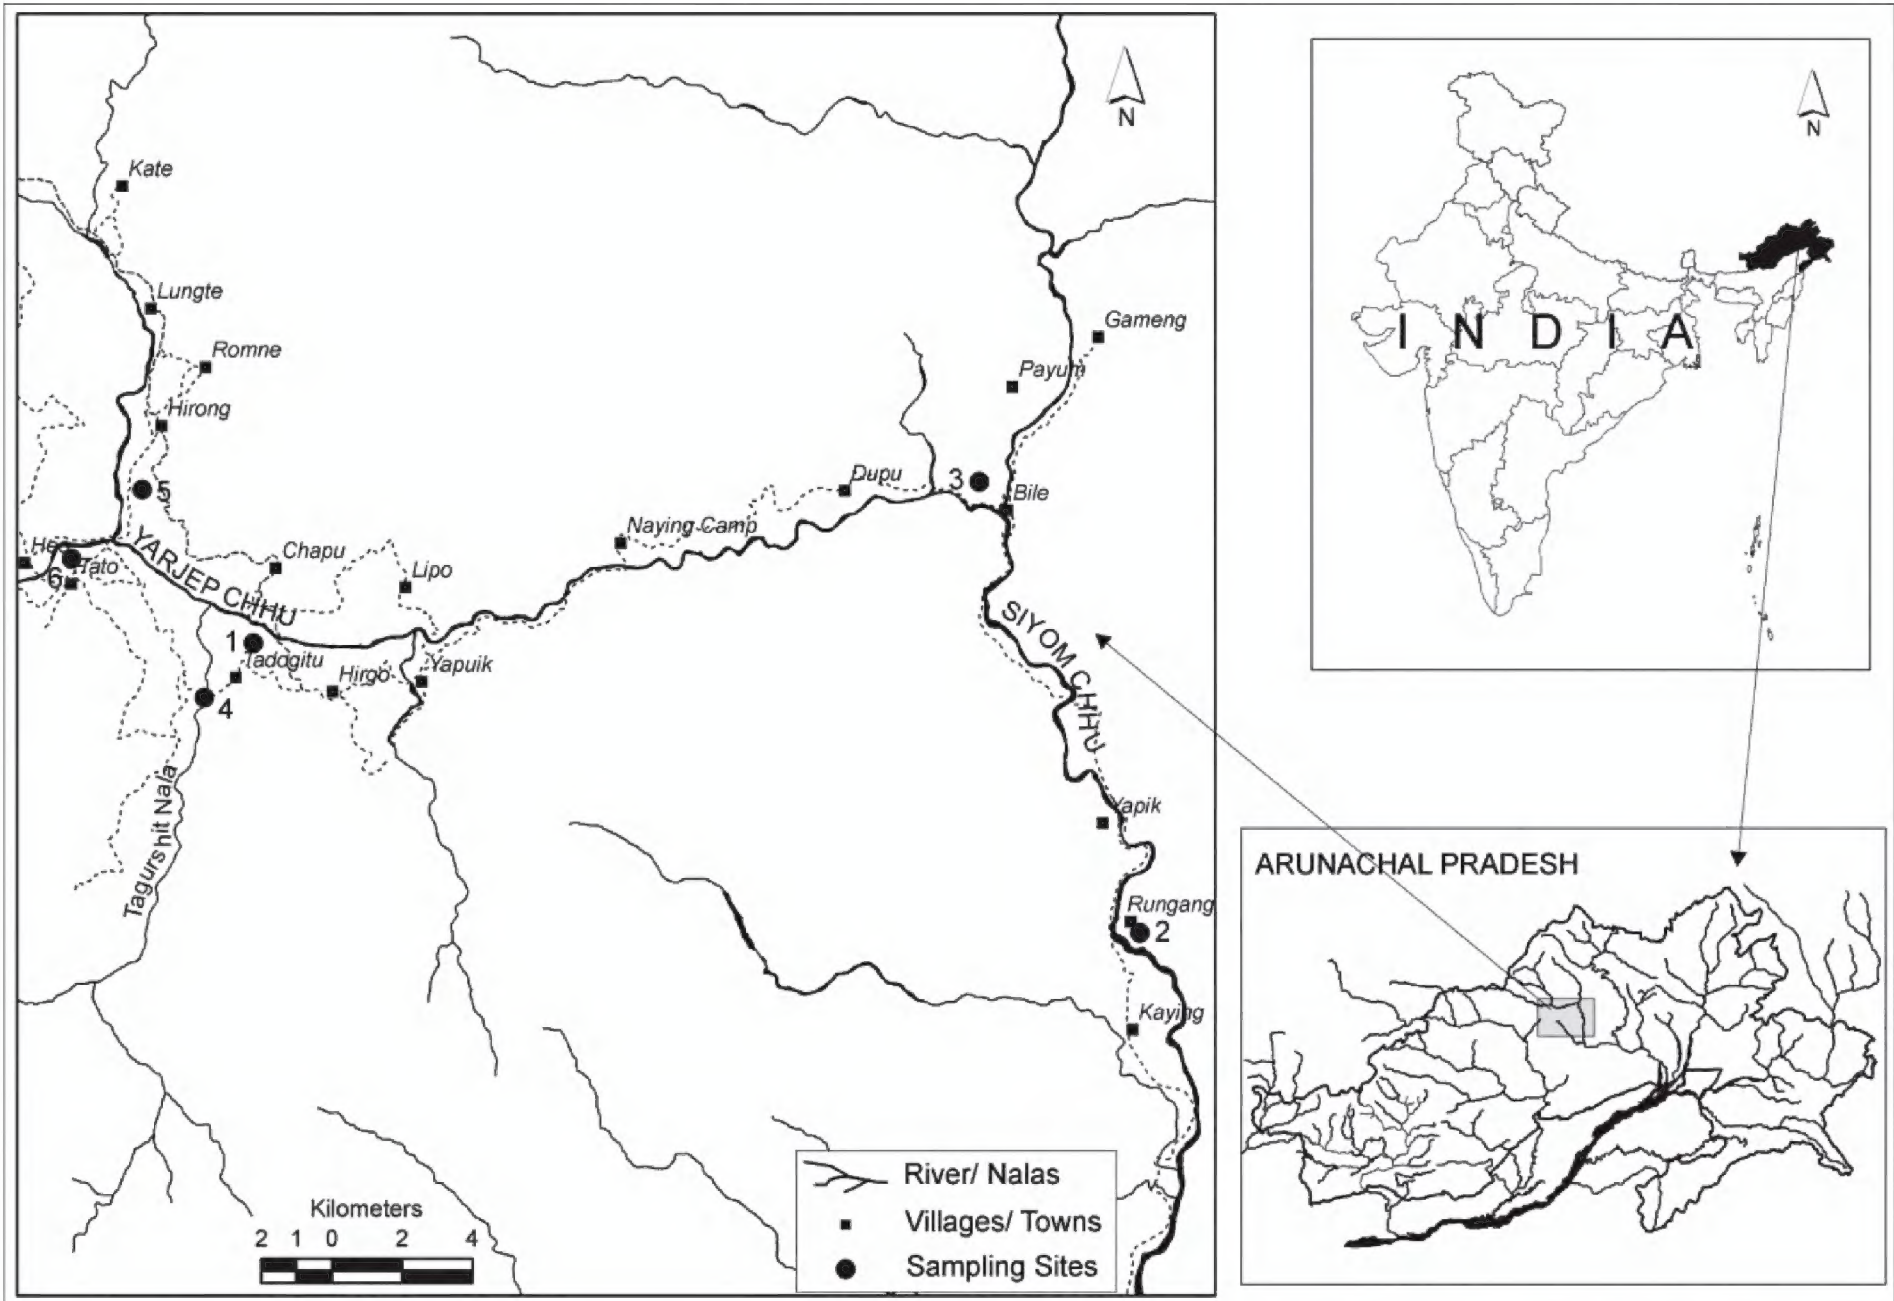 N
Kate
Lungte
Romne
Hirong
5
Gameng
Payum
3
Bile
Dupu
Naying Camp
6
Tato
YARJEP CHHU
Chapu
Lipo
1
Tadogitu
Hirgo
Yapuik
4
Tagurshit Nala
SIYOM CHHU
Yapik
Rungang
2
Kaying
Kilometers
2 1 0 2 4
River/ Nalas
Villages/ Towns
Sampling Sites
N
INDIA
ARUNACHAL PRADESH